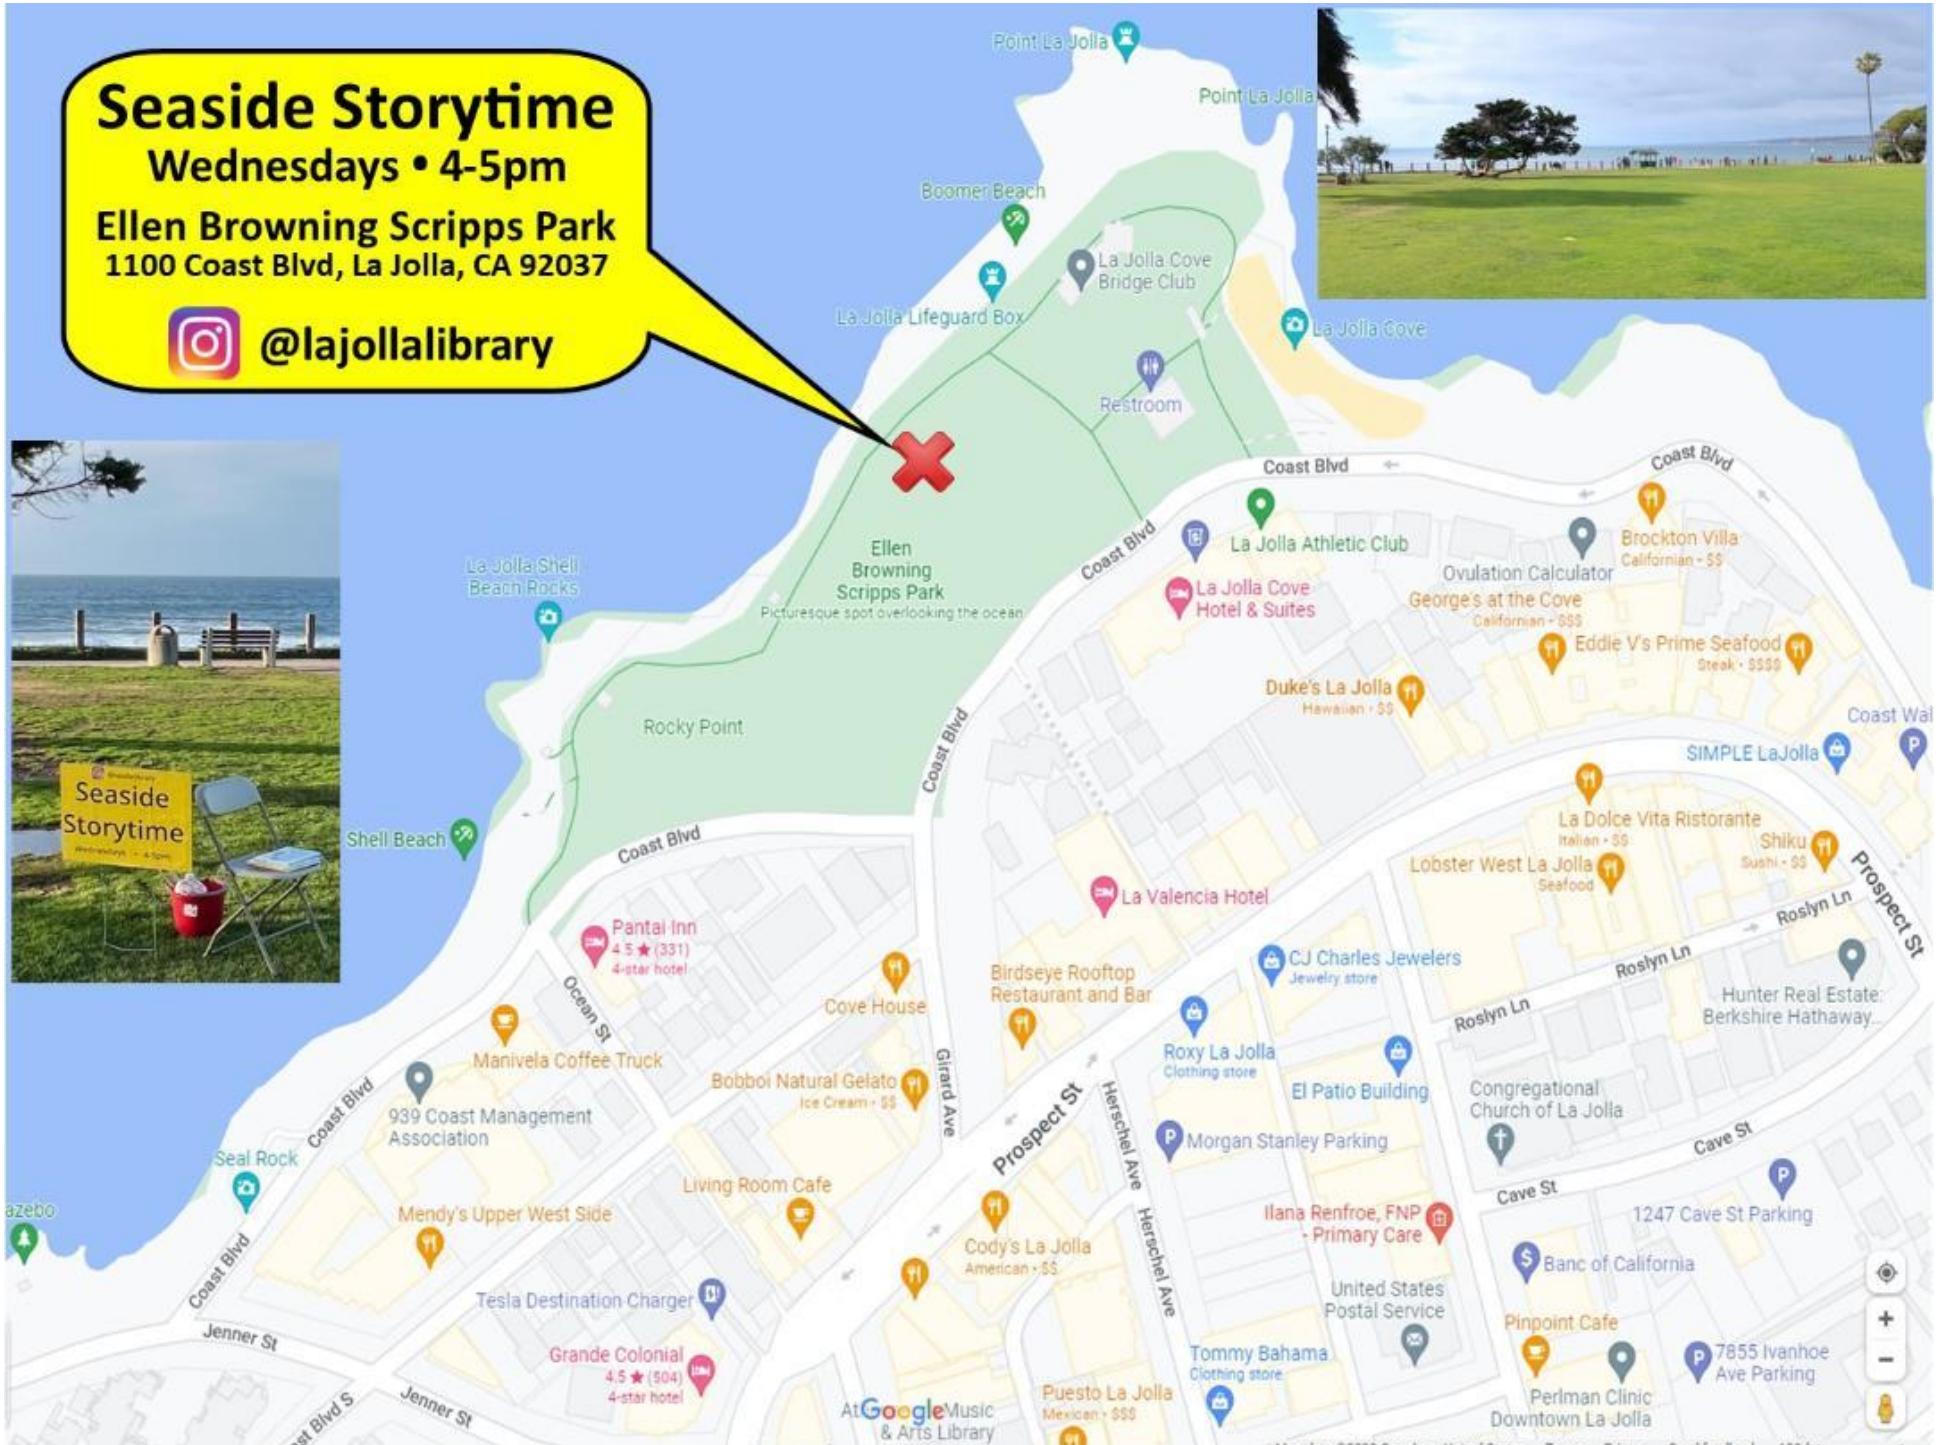 Seaside Storytime
Wednesdays • 4-5pm
Ellen Browning Scripps Park
1100 Coast Blvd, La Jolla, CA 92037
@lajollalibrary
Point La Jolla
Point La Jolla
Boomer Beach
La Jolla Cove
Bridge Club
La Jolla Lifeguard Box
La Jolla Cove
Restroom
Coast Blvd
Coast Blvd
Coast Blvd
La Jolla Athletic Club
Brockton Villa
Californian • $$
Ovulation Calculator
Ellen
Browning
Scripps Park
Picturesque spot overlooking the ocean
La Jolla Shell
Beach Rocks
La Jolla Cove
Hotel & Suites
George's at the Cove
Californian • $$$
Eddie V's Prime Seafood
Steak • $$$$
Duke's La Jolla
Hawaiian • $$
Rocky Point
Coast Blvd
Coast Wal
SIMPLE LaJolla
Seaside
Storytime
Wednesdays • 4-5pm
Shell Beach
Coast Blvd
La Dolce Vita Ristorante
Italian • $$
Shiku
Sushi • $$
Lobster West La Jolla
Seafood
Prospect St
La Valencia Hotel
Roslyn Ln
Roslyn Ln
Roslyn Ln
Pantai Inn
4.5 ★ (331)
4-star hotel
CJ Charles Jewelers
Jewelry store
Birdseye Rooftop
Restaurant and Bar
Cove House
Ocean St
Hunter Real Estate:
Berkshire Hathaway...
Manivela Coffee Truck
Roxy La Jolla
Clothing store
El Patio Building
Bobboi Natural Gelato
Ice Cream • $$
Girard Ave
Congregational
Church of La Jolla
Coast Blvd
939 Coast Management
Association
Prospect St
Herschel Ave
Morgan Stanley Parking
Cave St
Cave St
Seal Rock
Living Room Cafe
azebo
Mendy's Upper West Side
Ilana Renfroe, FNP
- Primary Care
1247 Cave St Parking
Herschel Ave
Cody's La Jolla
American • $$
Banc of California
Coast Blvd
Tesla Destination Charger
United States
Postal Service
Jenner St
Pinpoint Cafe
Grande Colonial
4.5 ★ (504)
4-star hotel
Tommy Bahama
Clothing store
7855 Ivanhoe
Ave Parking
Jenner St
st Blvd S
Puesto La Jolla
Mexican • $$$
Perlman Clinic
Downtown La Jolla
At Google Music
& Arts Library